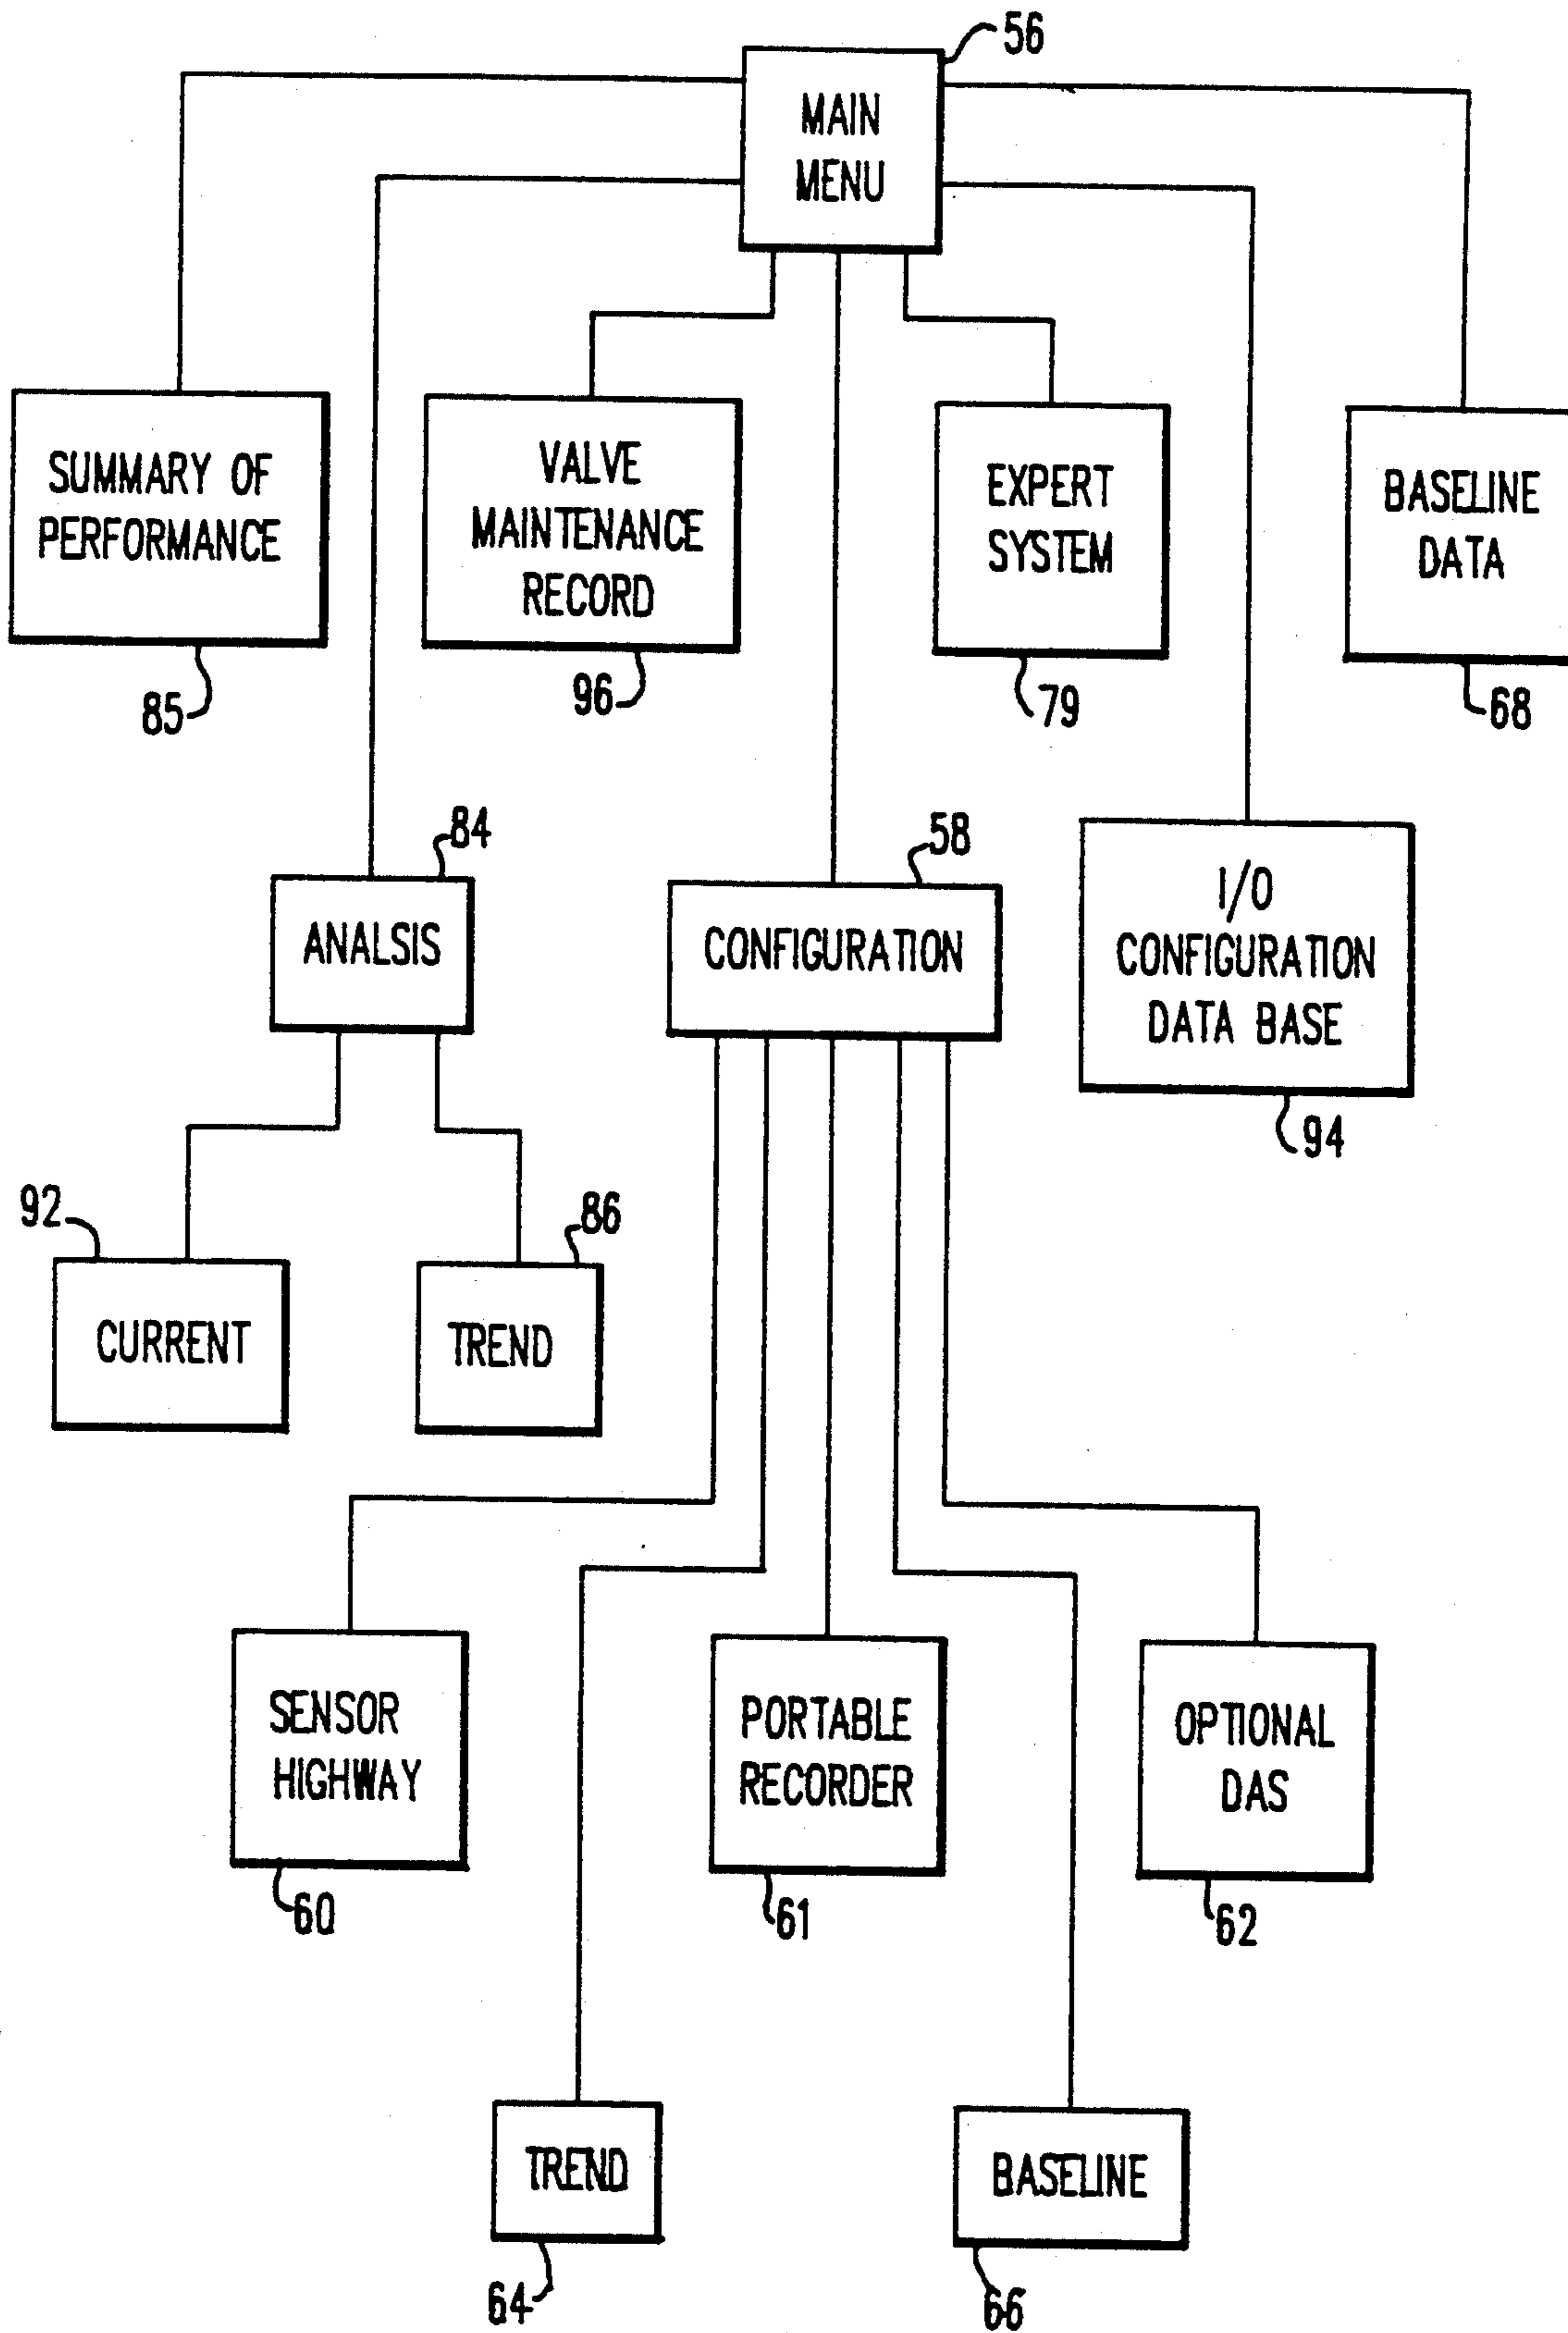 56
MAIN
MENU
SUMMARY OF
PERFORMANCE
85
VALVE
MAINTENANCE
RECORD
96
EXPERT
SYSTEM
79
BASELINE
DATA
68
84
ANALSIS
58
CONFIGURATION
I/O
CONFIGURATION
DATA BASE
94
92
CURRENT
86
TREND
SENSOR
HIGHWAY
60
PORTABLE
RECORDER
61
OPTIONAL
DAS
62
TREND
64
BASELINE
66